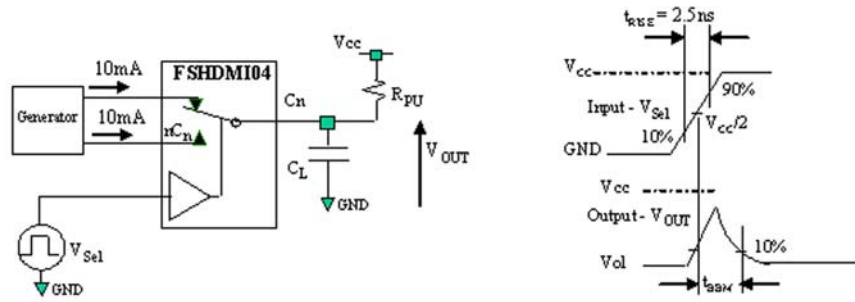 10mA
FSHDMI04
Vcc
Cn
RPU
Generator
10mA
nCn
CL
VOUT
GND
VSel
GND
tRISE = 2.5ns
Vcc
90%
Input - VSel
VCC/2
10%
GND
Vcc
Output - VOUT
10%
Vol
tBBM